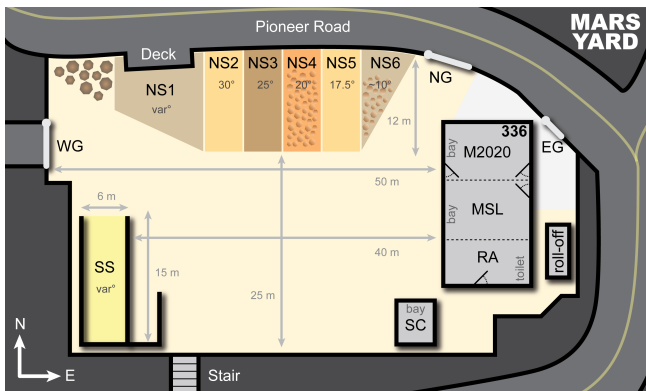 Pioneer Road
MARS
YARD
Deck
NS1
var°
NS2
30°
NS3
25°
NS4
20°
NS5
17.5°
NS6
~10°
NG
12 m
WG
EG
336
bay
M2020
50 m
bay
MSL
6 m
40 m
RA
toilet
roll-off
SS
var°
15 m
25 m
bay
SC
N
E
Stair